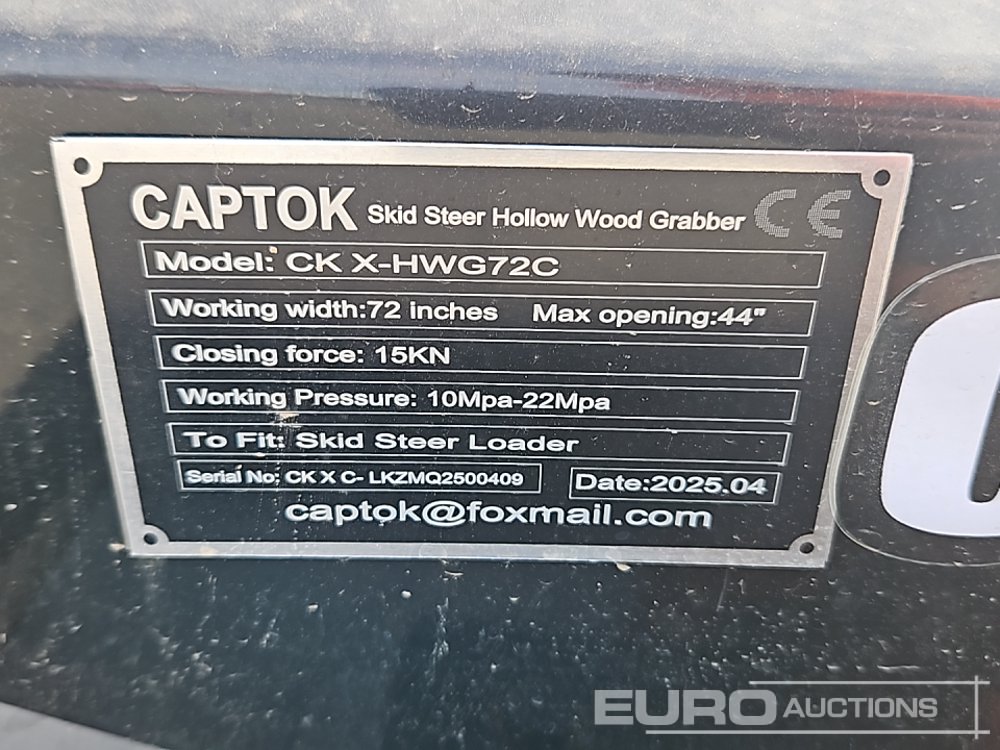 CAPTOK Skid Steer Hollow Wood Grabber CE
Model: CK X-HWG72C
Working width:72 inches Max opening:44"
Closing force: 15KN
Working Pressure: 10Mpa-22Mpa
To Fit: Skid Steer Loader
Serial No: CK X C- LKZMQ2500409 Date:2025.04
captok@foxmail.com
EURO AUCTIONS